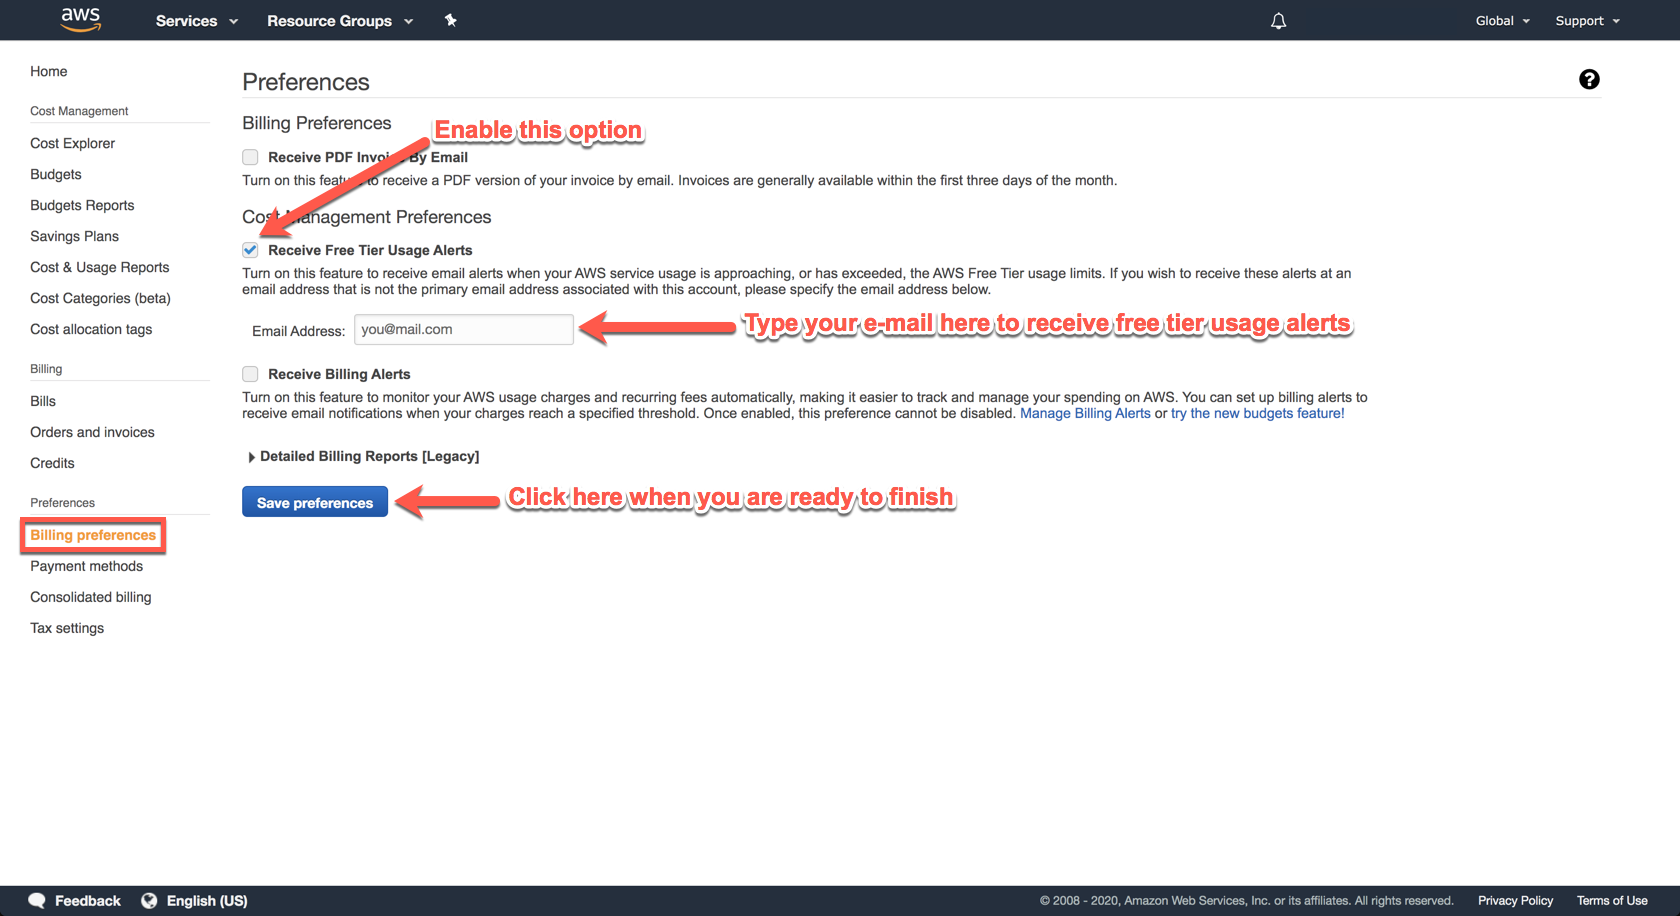 aws
Services
Resource Groups
Global
Support
Home
Cost Management
Cost Explorer
Budgets
Budgets Reports
Savings Plans
Cost & Usage Reports
Cost Categories (beta)
Cost allocation tags
Billing
Bills
Orders and invoices
Credits
Preferences
Billing preferences
Payment methods
Consolidated billing
Tax settings
Preferences
?
Billing Preferences
Enable this option
Receive PDF Invoice By Email
Turn on this feature to receive a PDF version of your invoice by email. Invoices are generally available within the first three days of the month.
Cost Management Preferences
Receive Free Tier Usage Alerts
Turn on this feature to receive email alerts when your AWS service usage is approaching, or has exceeded, the AWS Free Tier usage limits. If you wish to receive these alerts at an
email address that is not the primary email address associated with this account, please specify the email address below.
Email Address: you@mail.com
Type your e-mail here to receive free tier usage alerts
Receive Billing Alerts
Turn on this feature to monitor your AWS usage charges and recurring fees automatically, making it easier to track and manage your spending on AWS. You can set up billing alerts to
receive email notifications when your charges reach a specified threshold. Once enabled, this preference cannot be disabled. Manage Billing Alerts or try the new budgets feature!
Detailed Billing Reports [Legacy]
Save preferences
Click here when you are ready to finish
Feedback
English (US)
© 2008 - 2020, Amazon Web Services, Inc. or its affiliates. All rights reserved.
Privacy Policy
Terms of Use